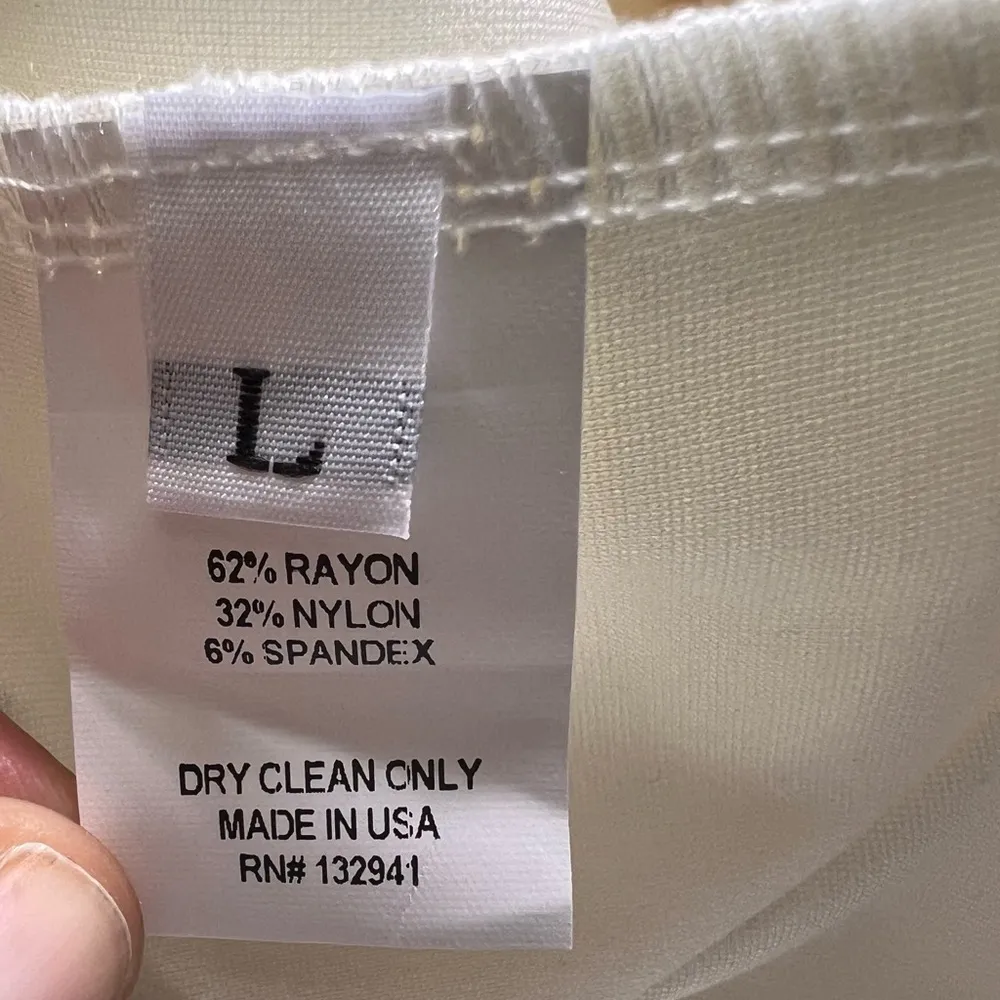 L
62% RAYON
32% NYLON
6% SPANDEX
DRY CLEAN ONLY
MADE IN USA
RN# 132941